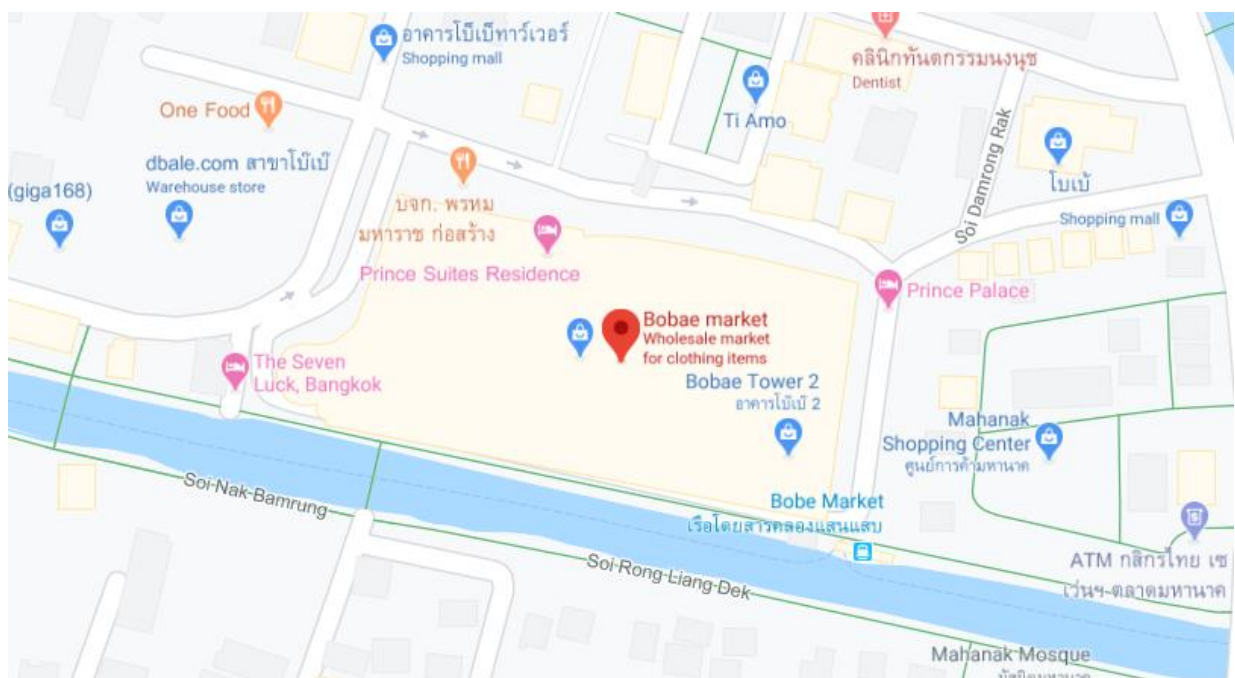 อาคารโบ๊เบ๊ทาว์เวอร์
Shopping mall
คลินิกทันตกรรมนงนุช
Dentist
One Food
Ti Amo
dbale.com สาขาโบ๊เบ๊
Warehouse store
(giga168)
Soi Damrong Rak
โบเบ้
บจก. พรหม
มหาราช ก่อสร้าง
Shopping mall
Prince Suites Residence
Prince Palace
Bobae market
Wholesale market
for clothing items
The Seven
Luck, Bangkok
Bobae Tower 2
อาคารโบ๊เบ๊ 2
Mahanak
Shopping Center
ศูนย์การค้ามหานาค
Soi Nak Bamrung
Bobe Market
เรือโดยสารคลองแสนแสบ
Soi Rong Liang Dek
ATM กสิกรไทย เซ
เว่นฯ-ตลาดมหานาค
Mahanak Mosque